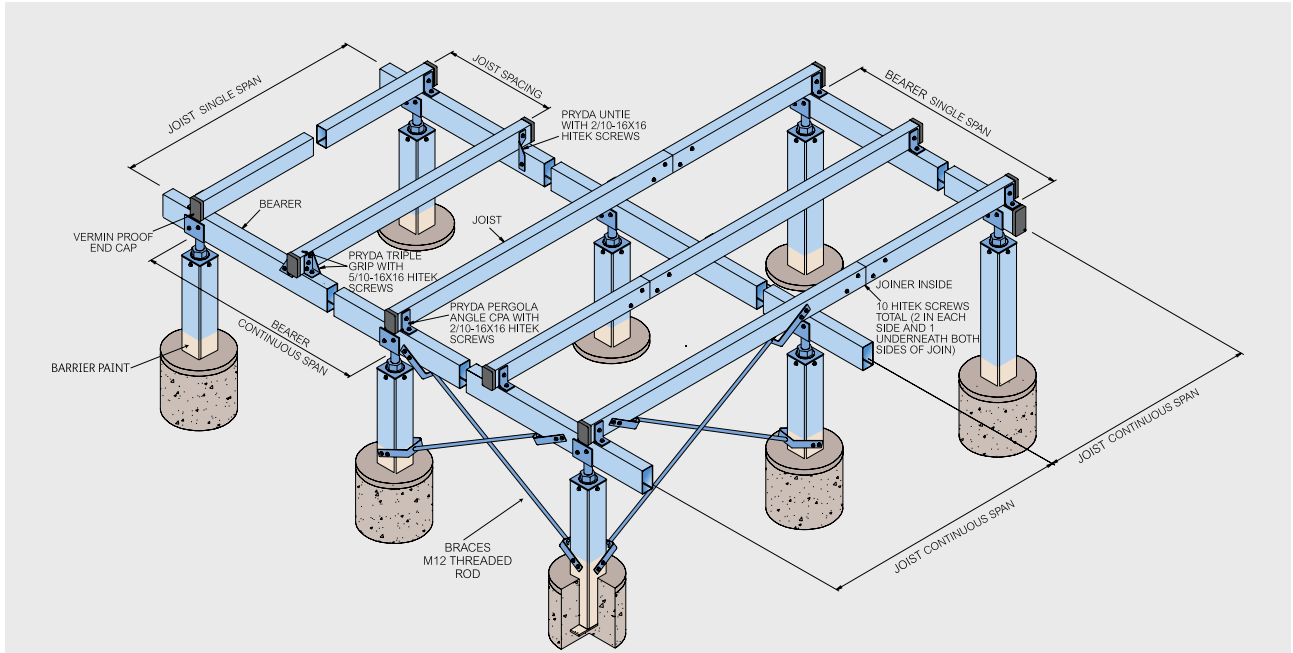 JOIST SINGLE SPAN
JOIST SPACING
BEARER SINGLE SPAN
PRYDA UNTIE
WITH 2/10-16X16
HITEK SCREWS
BEARER
JOIST
VERMIN PROOF
END CAP
PRYDA TRIPLE
GRIP WITH
5/10-16X16 HITEK
SCREWS
JOINER INSIDE
10 HITEK SCREWS
TOTAL (2 IN EACH
SIDE AND 1
UNDERNEATH BOTH
SIDES OF JOIN)
PRYDA PERGOLA
ANGLE CPA WITH
2/10-16X16 HITEK
SCREWS
BEARER
CONTINUOUS SPAN
BARRIER PAINT
JOIST CONTINUOUS SPAN
JOIST CONTINUOUS SPAN
BRACES
M12 THREADED
ROD